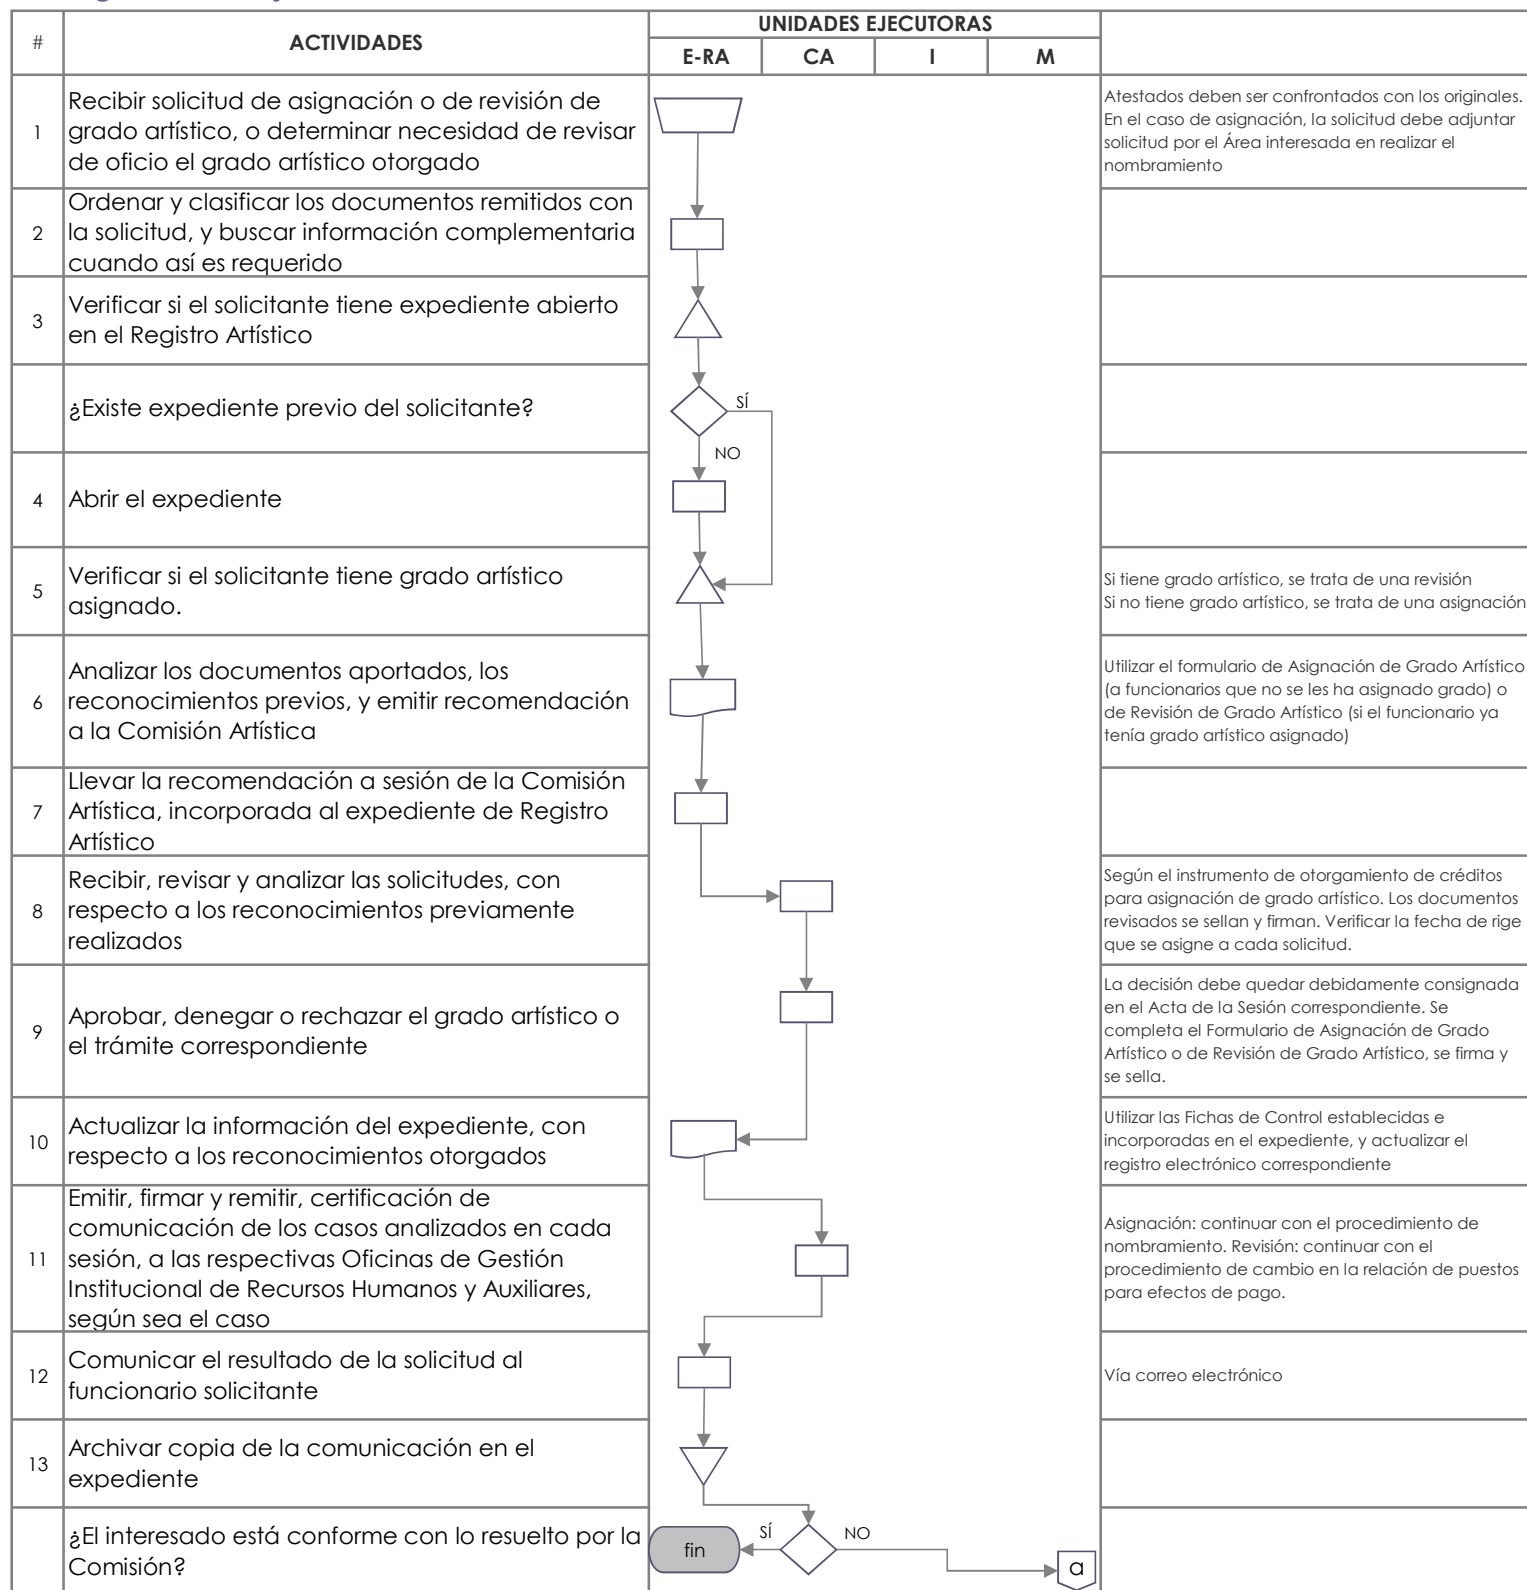 #
ACTIVIDADES
UNIDADES EJECUTORAS
E-RA
CA
I
M
1
Recibir solicitud de asignación o de revisión de
grado artístico, o determinar necesidad de revisar
de oficio el grado artístico otorgado
Atestados deben ser confrontados con los originales.
En el caso de asignación, la solicitud debe adjuntar
solicitud por el Área interesada en realizar el
nombramiento
2
Ordenar y clasificar los documentos remitidos con
la solicitud, y buscar información complementaria
cuando así es requerido
3
Verificar si el solicitante tiene expediente abierto
en el Registro Artístico
¿Existe expediente previo del solicitante?
SÍ
NO
4
Abrir el expediente
5
Verificar si el solicitante tiene grado artístico
asignado.
Si tiene grado artístico, se trata de una revisión
Si no tiene grado artístico, se trata de una asignación
6
Analizar los documentos aportados, los
reconocimientos previos, y emitir recomendación
a la Comisión Artística
Utilizar el formulario de Asignación de Grado Artístico
(a funcionarios que no se les ha asignado grado) o
de Revisión de Grado Artístico (si el funcionario ya
tenía grado artístico asignado)
7
Llevar la recomendación a sesión de la Comisión
Artística, incorporada al expediente de Registro
Artístico
8
Recibir, revisar y analizar las solicitudes, con
respecto a los reconocimientos previamente
realizados
Según el instrumento de otorgamiento de créditos
para asignación de grado artístico. Los documentos
revisados se sellan y firman. Verificar la fecha de rige
que se asigne a cada solicitud.
9
Aprobar, denegar o rechazar el grado artístico o
el trámite correspondiente
La decisión debe quedar debidamente consignada
en el Acta de la Sesión correspondiente. Se
completa el Formulario de Asignación de Grado
Artístico o de Revisión de Grado Artístico, se firma y
se sella.
10
Actualizar la información del expediente, con
respecto a los reconocimientos otorgados
Utilizar las Fichas de Control establecidas e
incorporadas en el expediente, y actualizar el
registro electrónico correspondiente
11
Emitir, firmar y remitir, certificación de
comunicación de los casos analizados en cada
sesión, a las respectivas Oficinas de Gestión
Institucional de Recursos Humanos y Auxiliares,
según sea el caso
Asignación: continuar con el procedimiento de
nombramiento. Revisión: continuar con el
procedimiento de cambio en la relación de puestos
para efectos de pago.
12
Comunicar el resultado de la solicitud al
funcionario solicitante
Vía correo electrónico
13
Archivar copia de la comunicación en el
expediente
¿El interesado está conforme con lo resuelto por la
Comisión?
fin
SÍ
NO
a